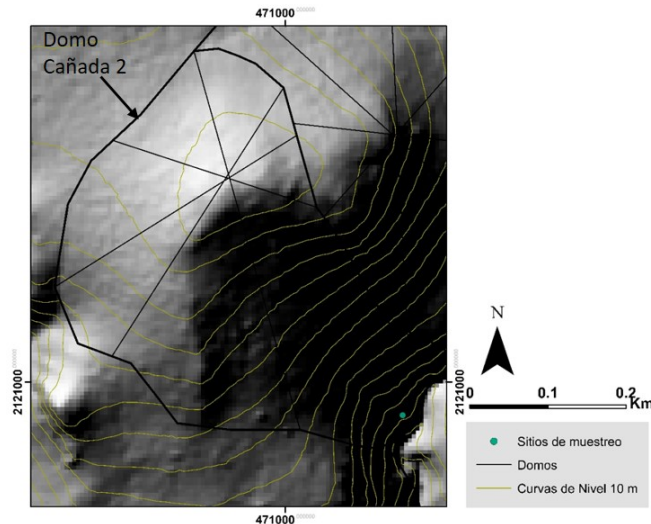 471000
Domo
Cañada 2
2121000
2121000
N
0 0.1 0.2
Km
Sitios de muestreo
Domos
Curvas de Nivel 10 m
471000